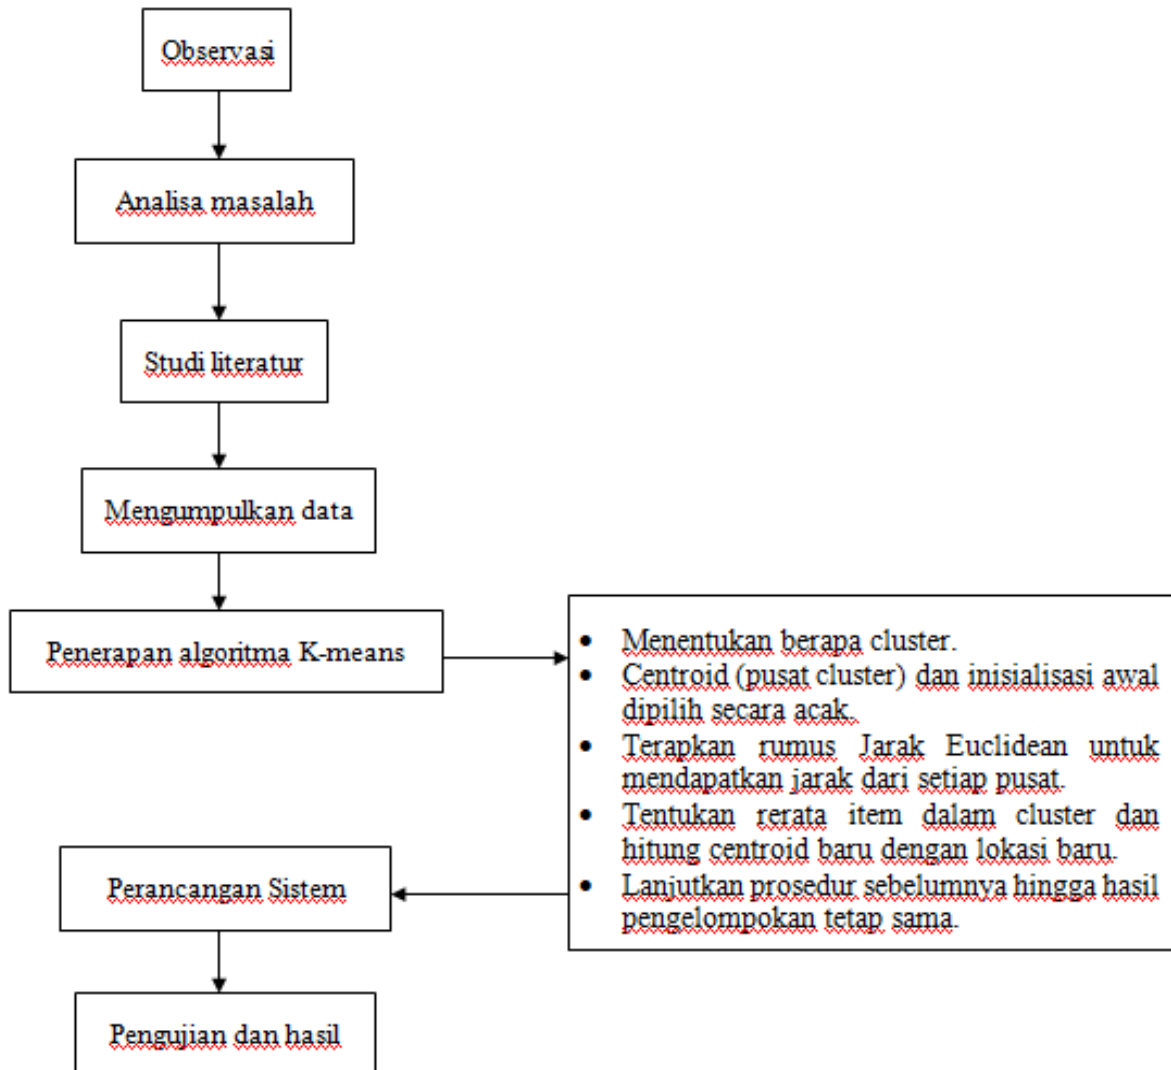 Observasi
Analisa masalah
Studi literatur
Mengumpulkan data
Penerapan algoritma K-means
• Menentukan berapa cluster.
• Centroid (pusat cluster) dan inisialisasi awal
dipilih secara acak.
• Terapkan rumus Jarak Euclidean untuk
mendapatkan jarak dari setiap pusat.
• Tentukan rerata item dalam cluster dan
hitung centroid baru dengan lokasi baru.
• Lanjutkan prosedur sebelumnya hingga hasil
pengelompokan tetap sama.
Perancangan Sistem
Pengujian dan hasil